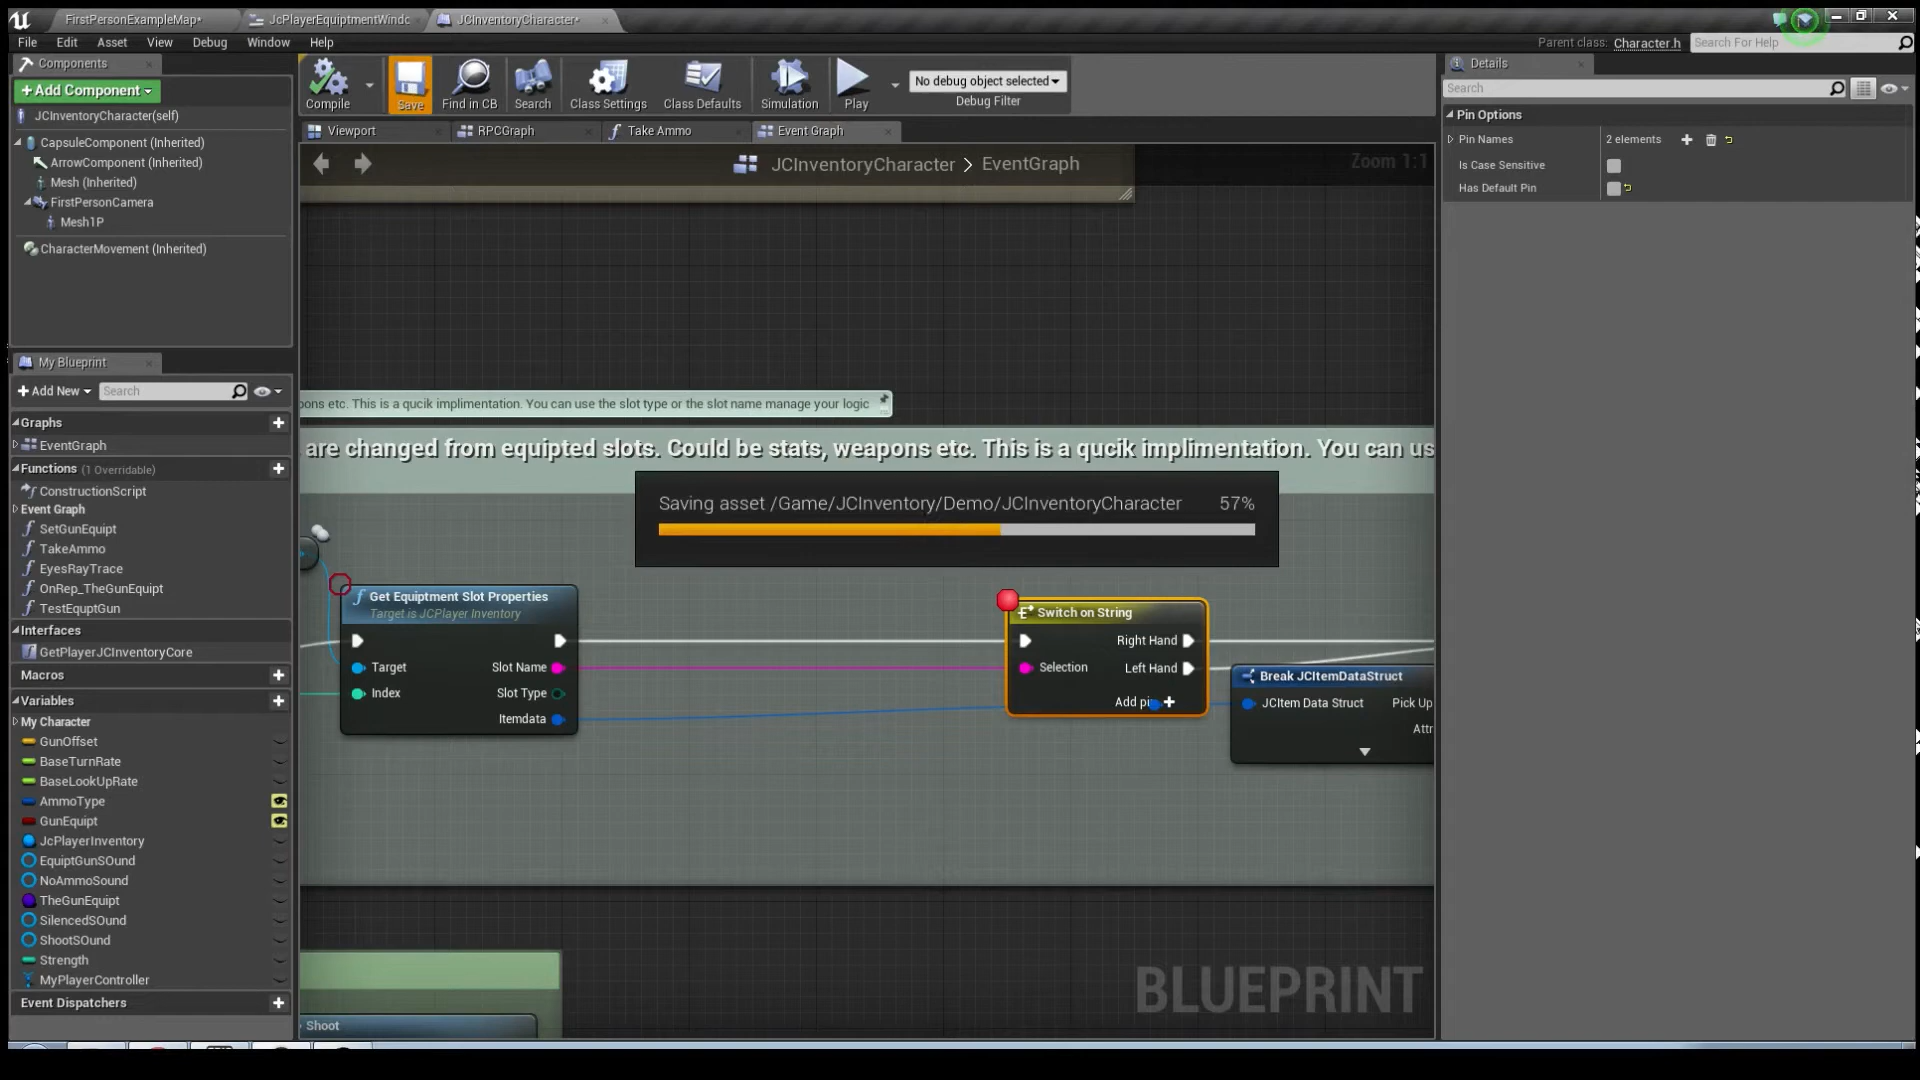 FirstPersonExampleMap*
JcPlayerEquiptmentWindc
JCInventoryCharacter*
File Edit Asset View Debug Window Help
Parent class: Character.h
Search For Help
Components
+Add Component
JCInventoryCharacter(self)
CapsuleComponent (Inherited)
ArrowComponent (Inherited)
Mesh (Inherited)
FirstPersonCamera
Mesh1P
CharacterMovement (Inherited)
Compile
Save
Find in CB
Search
Class Settings
Class Defaults
Simulation
Play
No debug object selected
Debug Filter
Viewport
RPCGraph
Take Ammo
Event Graph
JCInventoryCharacter > EventGraph
Zoom 1:1
My Blueprint
+Add New
Search
Graphs
EventGraph
Functions (1 Overridable)
ConstructionScript
Event Graph
SetGunEquipt
TakeAmmo
EyesRayTrace
OnRep_TheGunEquipt
TestEquptGun
Interfaces
GetPlayerJCInventoryCore
Macros
Variables
My Character
GunOffset
BaseTurnRate
BaseLookUpRate
AmmoType
GunEquipt
JcPlayerInventory
EquiptGunSOund
NoAmmoSound
TheGunEquipt
SilencedSOund
ShootSOund
Strength
MyPlayerController
Event Dispatchers
pons etc. This is a qucik implimentation. You can use the slot type or the slot name manage your logic
are changed from equipted slots. Could be stats, weapons etc. This is a qucik implimentation. You can us
Saving asset /Game/JCInventory/Demo/JCInventoryCharacter 57%
Get Equiptment Slot Properties
Target is JCPlayer Inventory
Target
Slot Name
Index
Slot Type
Itemdata
Switch on String
Right Hand
Selection
Left Hand
Add pi
Break JCItemDataStruct
JCItem Data Struct
Pick Up
Attr
Shoot
BLUEPRINT
Details
Search
Pin Options
Pin Names 2 elements
Is Case Sensitive
Has Default Pin